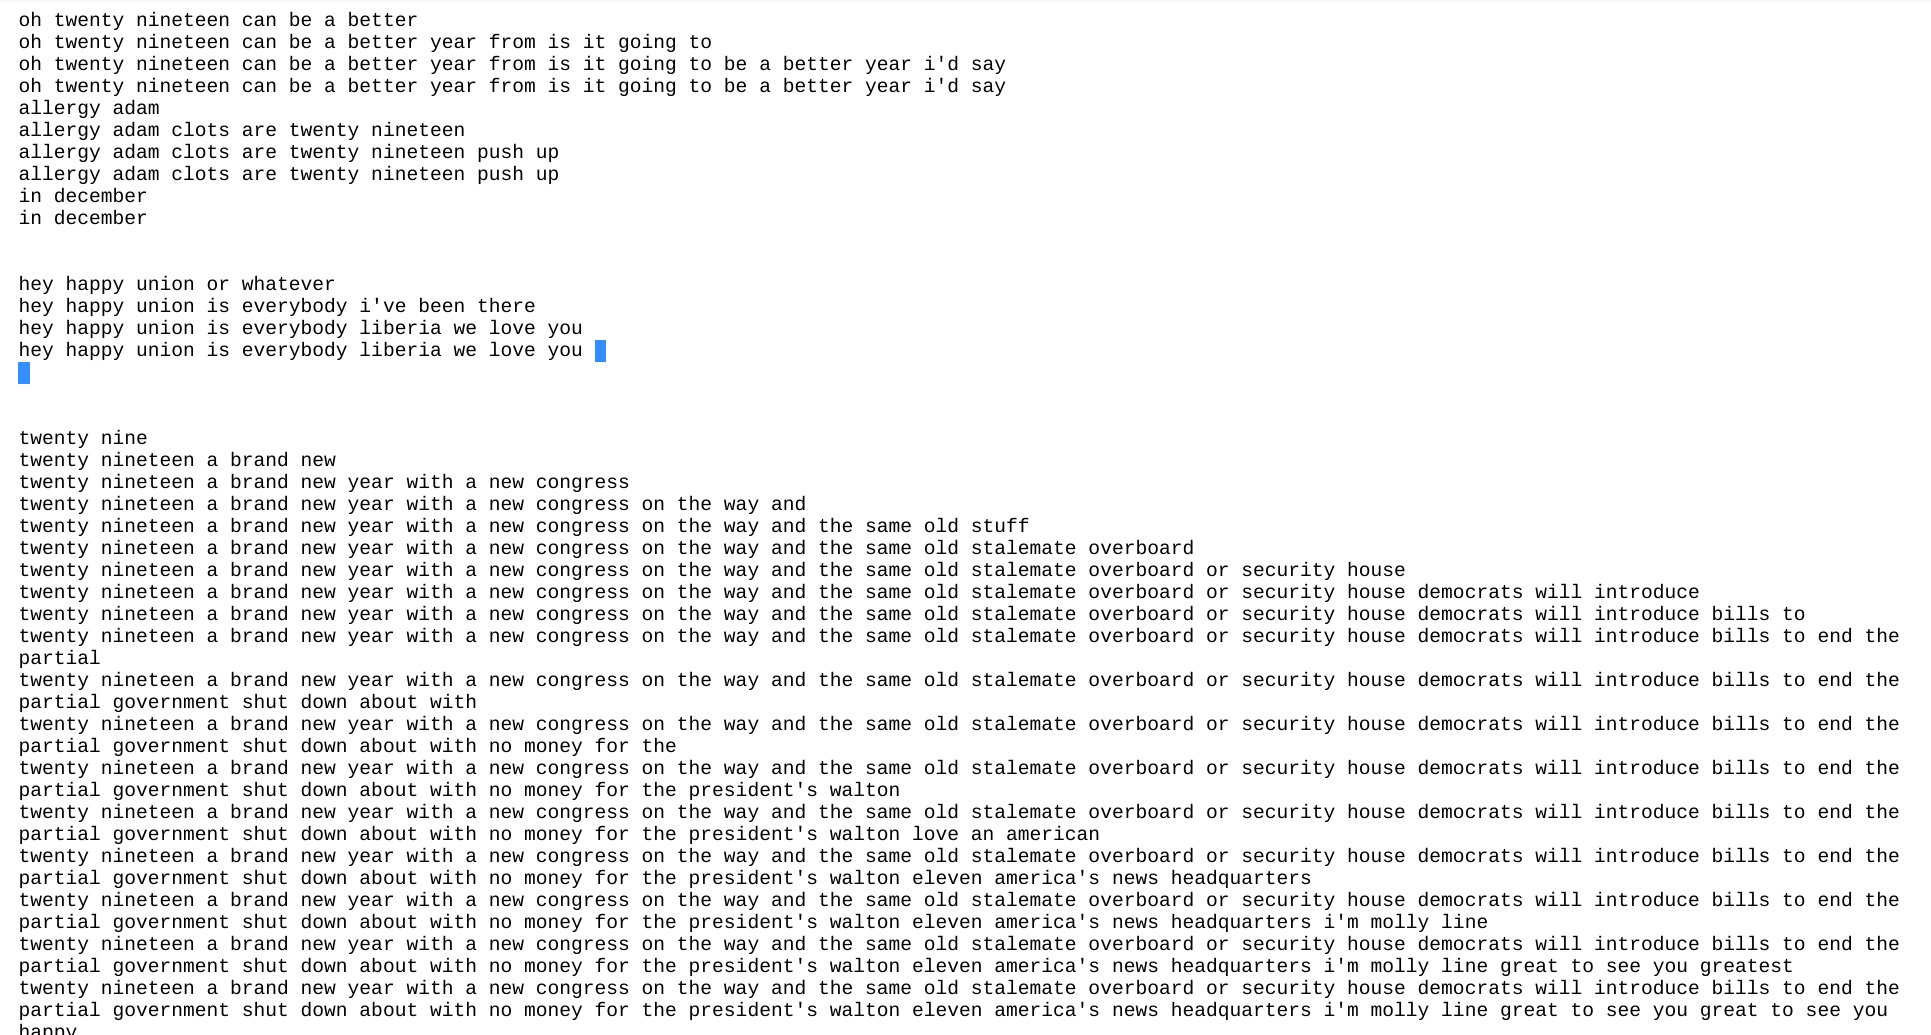 oh twenty nineteen can be a better
oh twenty nineteen can be a better year from is it going to
oh twenty nineteen can be a better year from is it going to be a better year i'd say
oh twenty nineteen can be a better year from is it going to be a better year i'd say
allergy adam
allergy adam clots are twenty nineteen
allergy adam clots are twenty nineteen push up
allergy adam clots are twenty nineteen push up
in december
in december
hey happy union or whatever
hey happy union is everybody i've been there
hey happy union is everybody liberia we love you
hey happy union is everybody liberia we love you
twenty nine
twenty nineteen a brand new
twenty nineteen a brand new year with a new congress
twenty nineteen a brand new year with a new congress on the way and
twenty nineteen a brand new year with a new congress on the way and the same old stuff
twenty nineteen a brand new year with a new congress on the way and the same old stalemate overboard
twenty nineteen a brand new year with a new congress on the way and the same old stalemate overboard or security house
twenty nineteen a brand new year with a new congress on the way and the same old stalemate overboard or security house democrats will introduce
twenty nineteen a brand new year with a new congress on the way and the same old stalemate overboard or security house democrats will introduce bills to
twenty nineteen a brand new year with a new congress on the way and the same old stalemate overboard or security house democrats will introduce bills to end the
partial
twenty nineteen a brand new year with a new congress on the way and the same old stalemate overboard or security house democrats will introduce bills to end the
partial government shut down about with
twenty nineteen a brand new year with a new congress on the way and the same old stalemate overboard or security house democrats will introduce bills to end the
partial government shut down about with no money for the
twenty nineteen a brand new year with a new congress on the way and the same old stalemate overboard or security house democrats will introduce bills to end the
partial government shut down about with no money for the president's walton
twenty nineteen a brand new year with a new congress on the way and the same old stalemate overboard or security house democrats will introduce bills to end the
partial government shut down about with no money for the president's walton love an american
twenty nineteen a brand new year with a new congress on the way and the same old stalemate overboard or security house democrats will introduce bills to end the
partial government shut down about with no money for the president's walton eleven america's news headquarters
twenty nineteen a brand new year with a new congress on the way and the same old stalemate overboard or security house democrats will introduce bills to end the
partial government shut down about with no money for the president's walton eleven america's news headquarters i'm molly line
twenty nineteen a brand new year with a new congress on the way and the same old stalemate overboard or security house democrats will introduce bills to end the
partial government shut down about with no money for the president's walton eleven america's news headquarters i'm molly line great to see you greatest
twenty nineteen a brand new year with a new congress on the way and the same old stalemate overboard or security house democrats will introduce bills to end the
partial government shut down about with no money for the president's walton eleven america's news headquarters i'm molly line great to see you great to see you
happy